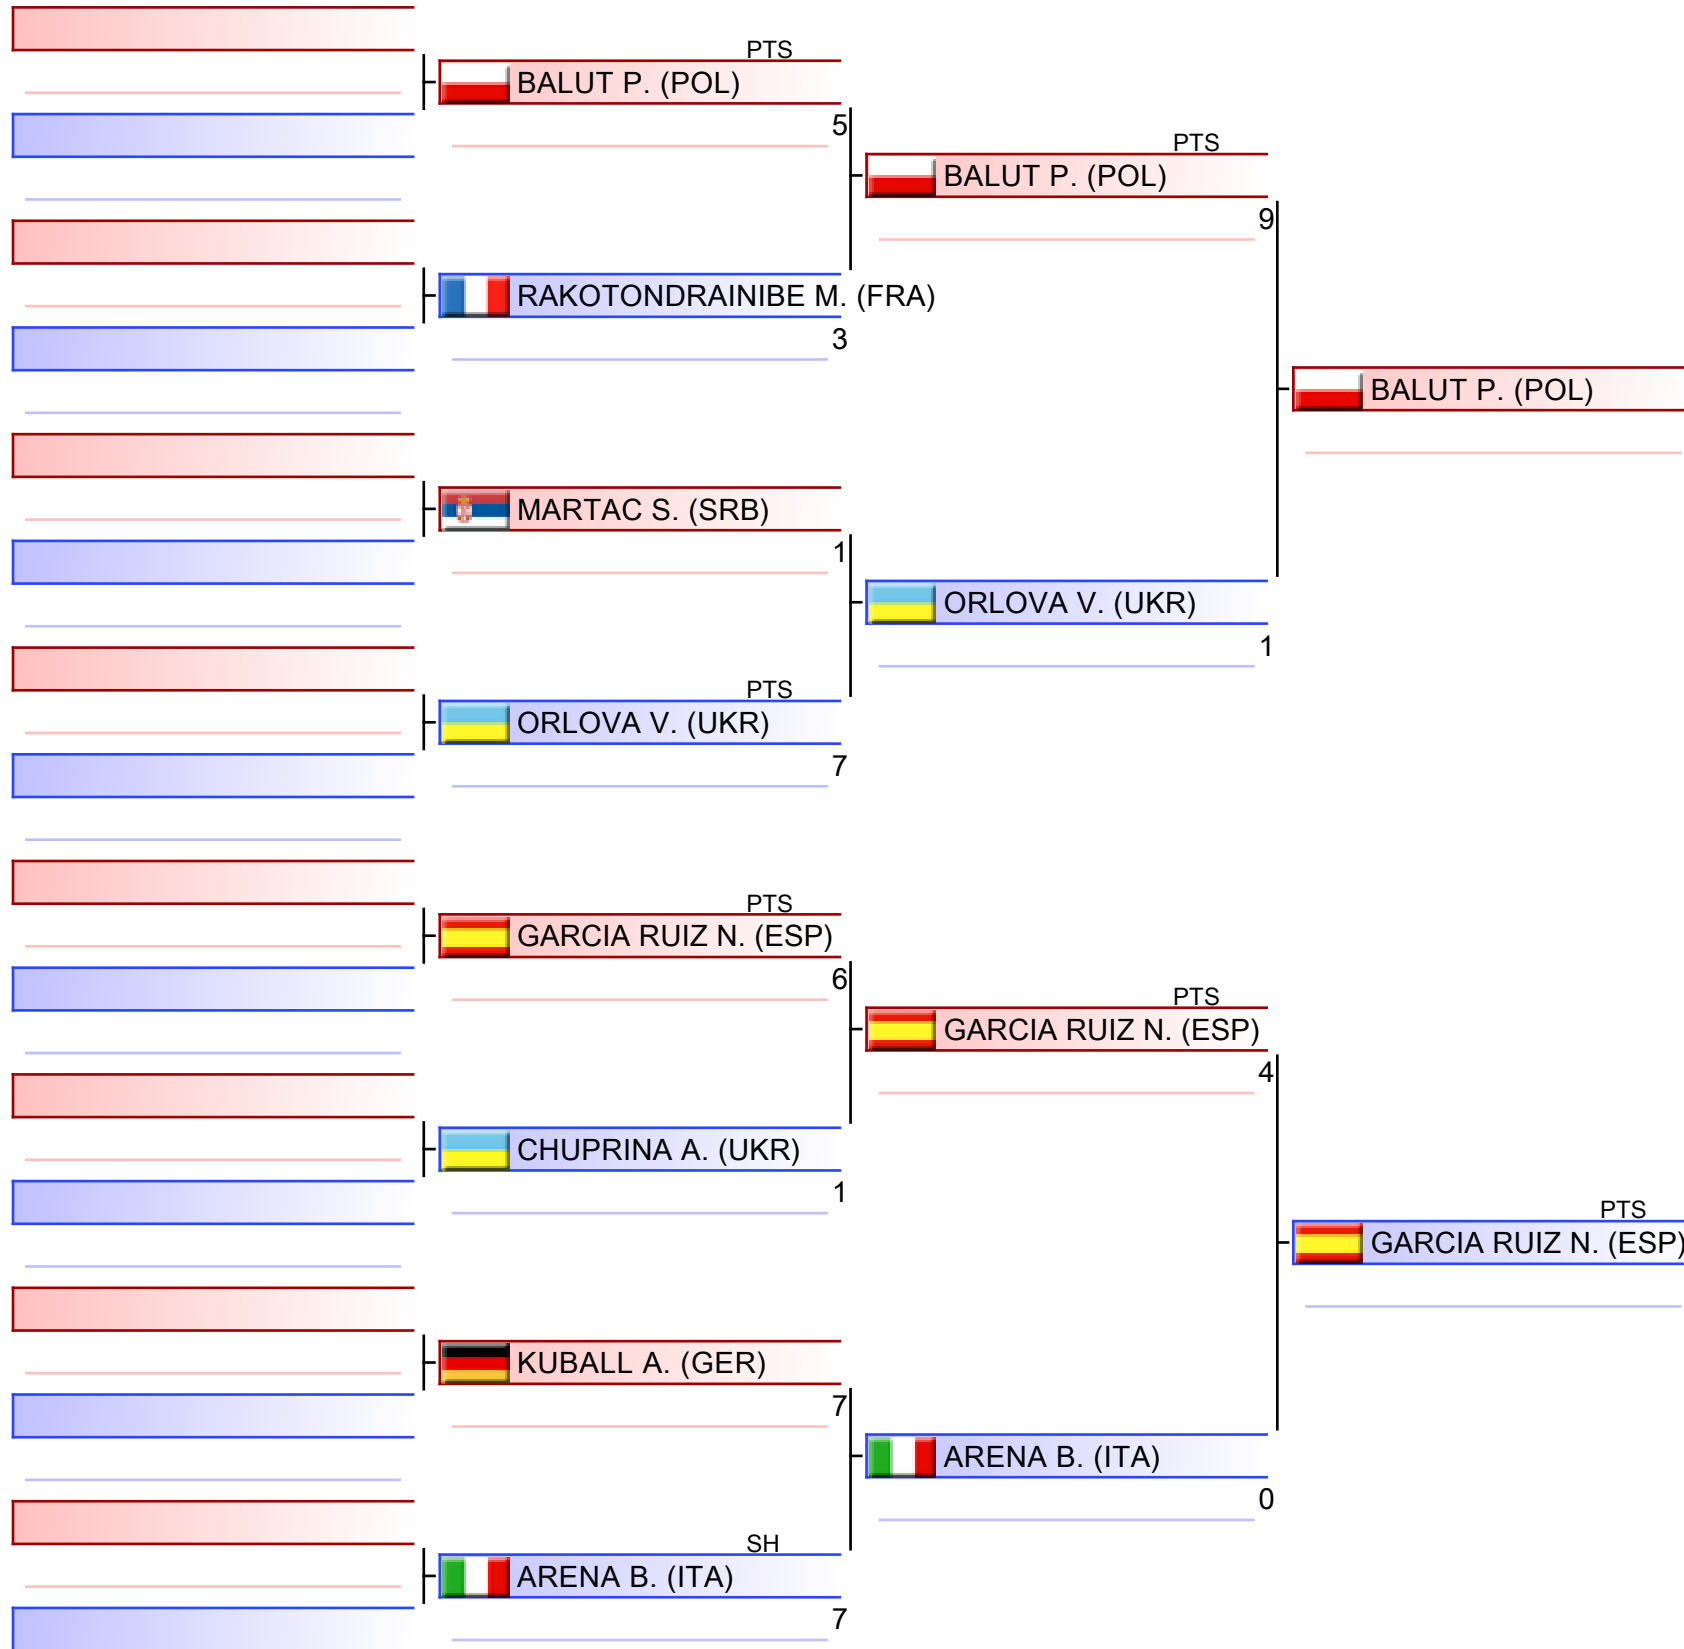 PTS
BALUT P. (POL)
5
PTS
BALUT P. (POL)
9
RAKOTONDRAINIBE M. (FRA)
3
BALUT P. (POL)
MARTAC S. (SRB)
1
ORLOVA V. (UKR)
1
PTS
ORLOVA V. (UKR)
7
PTS
GARCIA RUIZ N. (ESP)
6
PTS
GARCIA RUIZ N. (ESP)
4
CHUPRINA A. (UKR)
1
PTS
GARCIA RUIZ N. (ESP)
KUBALL A. (GER)
7
ARENA B. (ITA)
0
SH
ARENA B. (ITA)
7